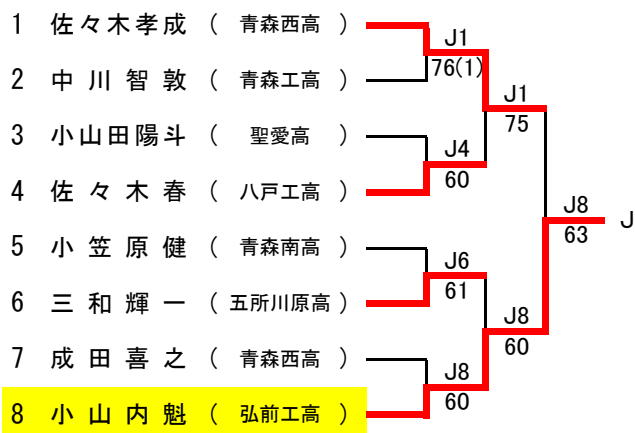 1 佐々木孝成 ( 青森西高 )
J1
2 中川智敦 ( 青森工高 )
76(1)
J1
75
3 小山田陽斗 ( 聖愛高 )
J4
4 佐々木春 ( 八戸工高 )
60
J8
63
J
5 小笠原健 ( 青森南高 )
J6
6 三和輝一 ( 五所川原高 )
61
J8
60
7 成田喜之 ( 青森西高 )
J8
8 小山内魁 ( 弘前工高 )
60